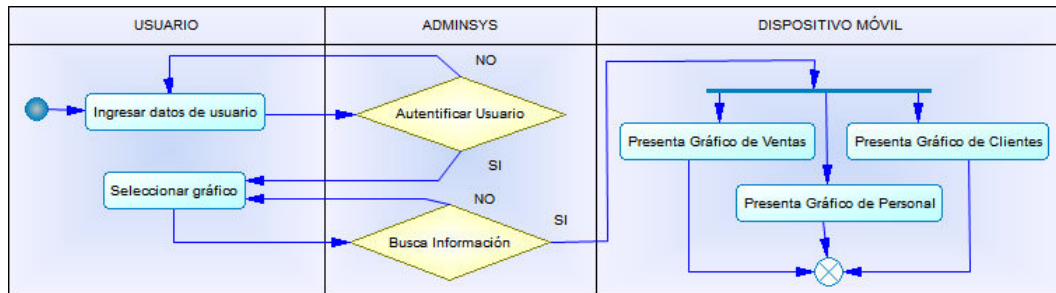 USUARIO
ADMINSYS
DISPOSITIVO MÓVIL
NO
Ingresar datos de usuario
Autentificar Usuario
Presenta Gráfico de Ventas
Presenta Gráfico de Clientes
SI
Seleccionar gráfico
NO
SI
Presenta Gráfico de Personal
Busca Información